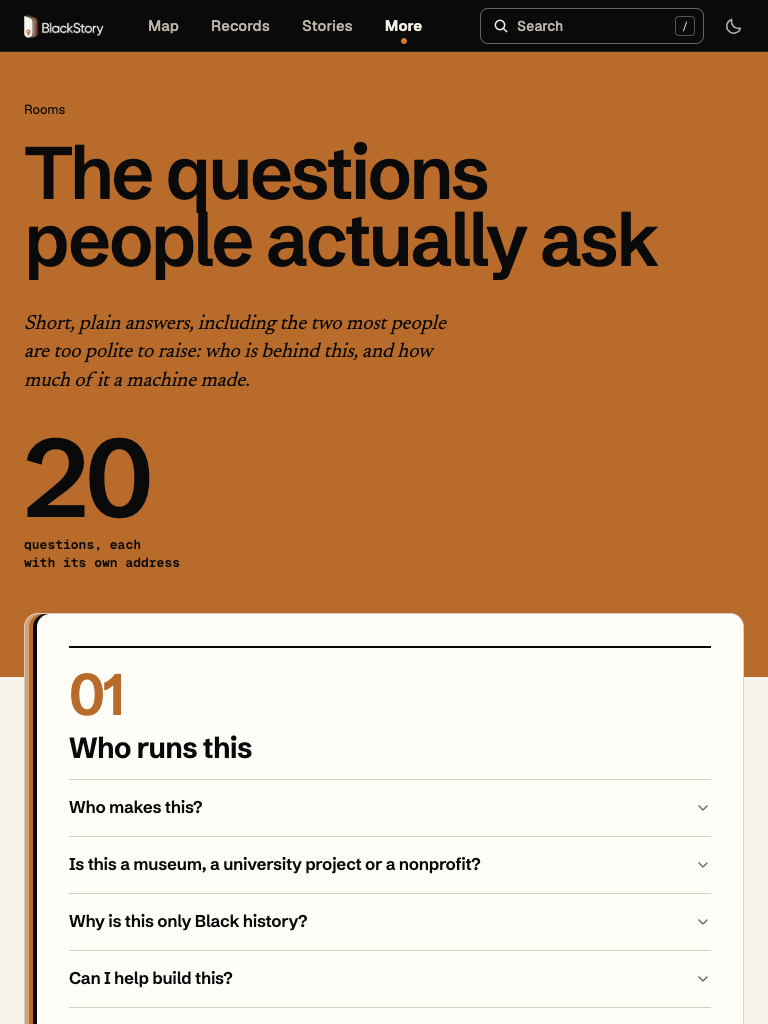 BlackStory
Map
Records
Stories
More
Search
/
Rooms
The questions
people actually ask
Short, plain answers, including the two most people
are too polite to raise: who is behind this, and how
much of it a machine made.
20
questions, each
with its own address
01
Who runs this
Who makes this?
Is this a museum, a university project or a nonprofit?
Why is this only Black history?
Can I help build this?